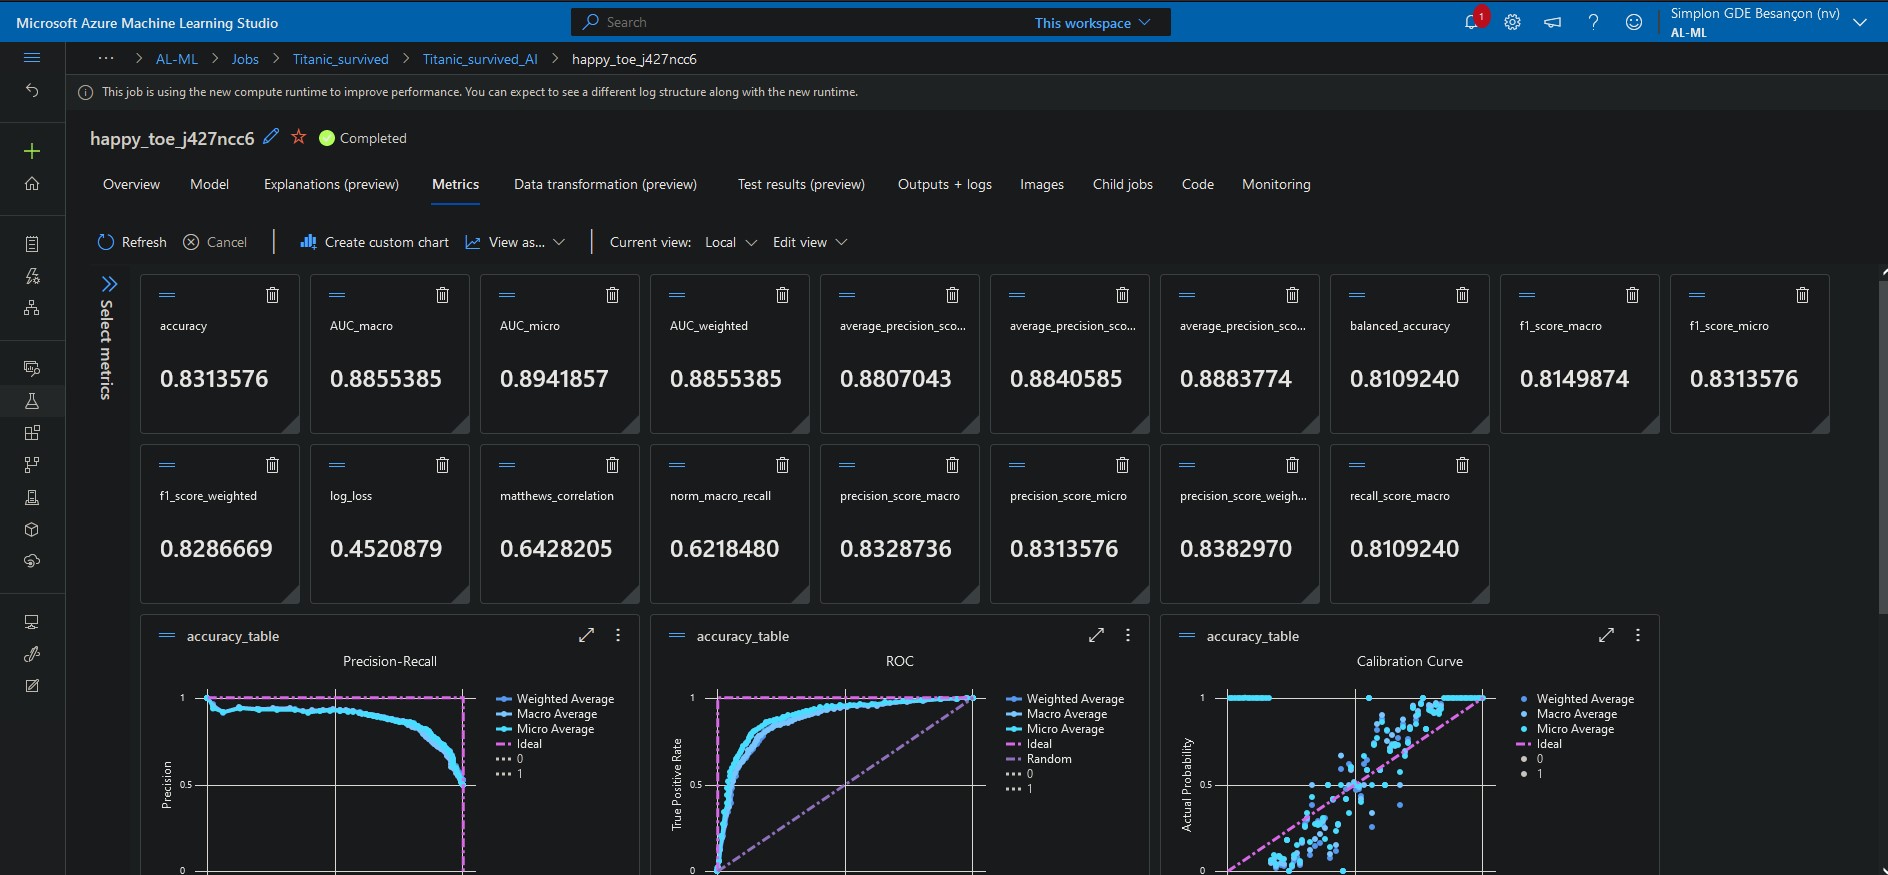 Microsoft Azure Machine Learning Studio
Search
This workspace
1
Simplon GDE Besançon (nv)
AL-ML
··· > AL-ML > Jobs > Titanic_survived > Titanic_survived_AI > happy_toe_j427ncc6
This job is using the new compute runtime to improve performance. You can expect to see a different log structure along with the new runtime.
happy_toe_j427ncc6
Completed
Overview Model Explanations (preview) Metrics Data transformation (preview) Test results (preview) Outputs + logs Images Child jobs Code Monitoring
Refresh Cancel Create custom chart View as... Current view: Local Edit view
Select metrics
accuracy
0.8313576
AUC_macro
0.8855385
AUC_micro
0.8941857
AUC_weighted
0.8855385
average_precision_sco...
0.8807043
average_precision_sco...
0.8840585
average_precision_sco...
0.8883774
balanced_accuracy
0.8109240
f1_score_macro
0.8149874
f1_score_micro
0.8313576
f1_score_weighted
0.8286669
log_loss
0.4520879
matthews_correlation
0.6428205
norm_macro_recall
0.6218480
precision_score_macro
0.8328736
precision_score_micro
0.8313576
precision_score_weigh...
0.8382970
recall_score_macro
0.8109240
accuracy_table
Precision-Recall
1
0.5
0
Precision
Weighted Average
Macro Average
Micro Average
Ideal
0
1
accuracy_table
ROC
1
0.5
0
True Positive Rate
Weighted Average
Macro Average
Micro Average
Ideal
Random
0
1
accuracy_table
Calibration Curve
1
0.5
0
Actual Probability
Weighted Average
Macro Average
Micro Average
Ideal
0
1